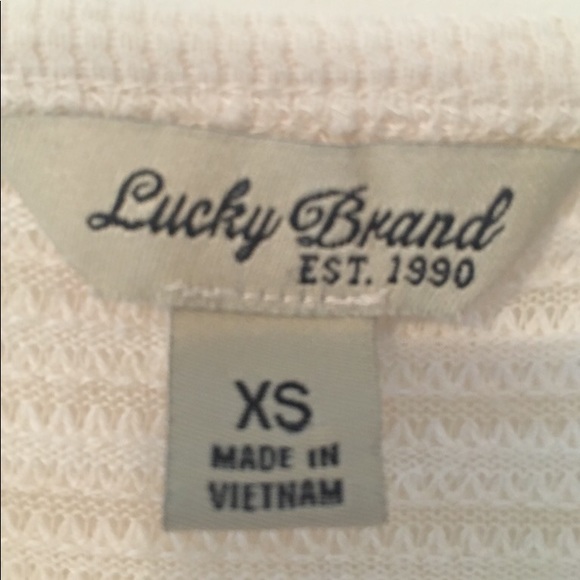 Lucky Brand
EST. 1990
XS
MADE IN
VIETNAM